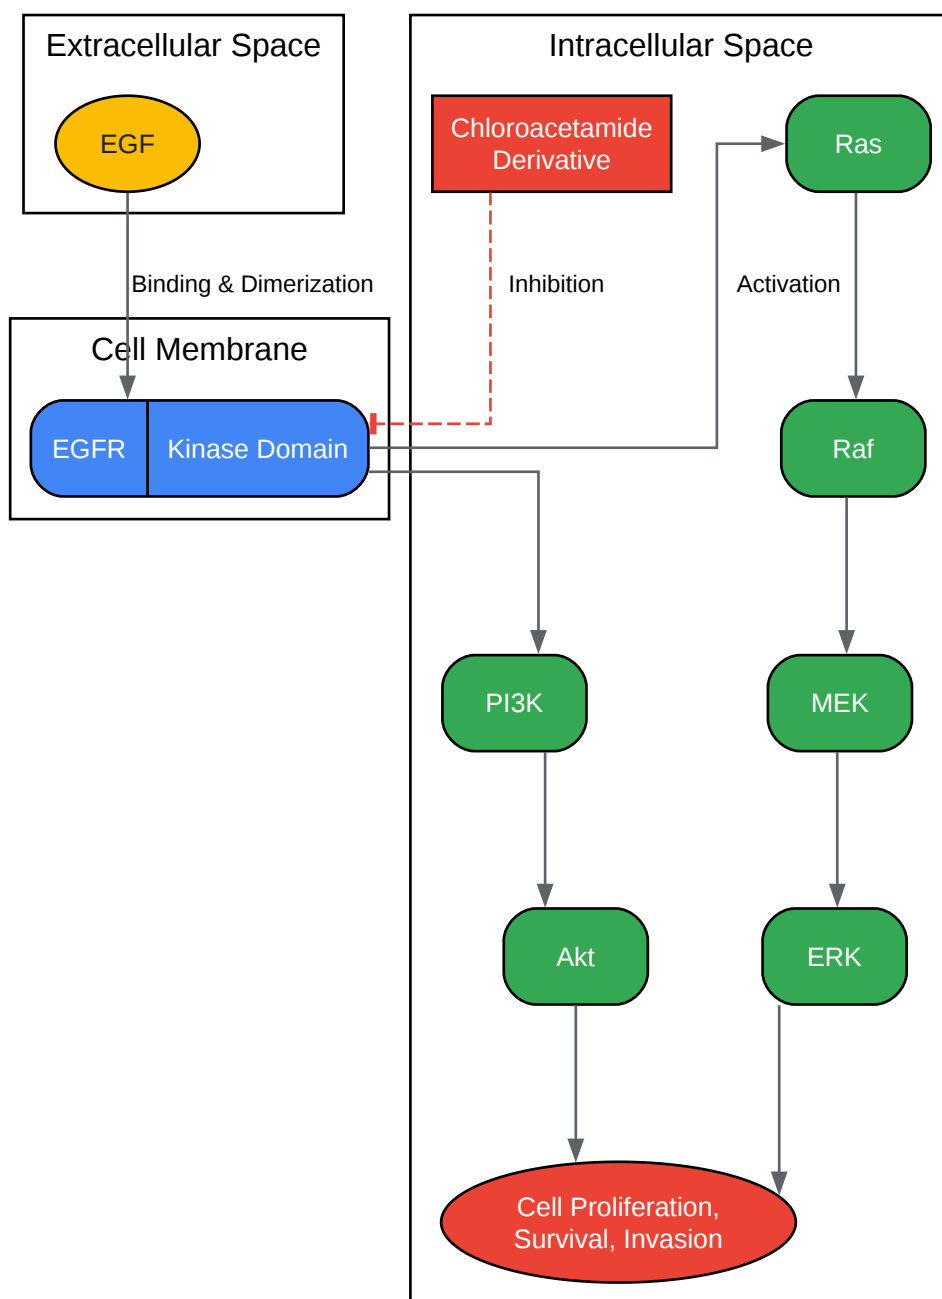 Extracellular Space
Intracellular Space
EGF
Chloroacetamide
Derivative
Ras
Binding & Dimerization
Inhibition
Activation
Cell Membrane
EGFR
Kinase Domain
Raf
PI3K
MEK
Akt
ERK
Cell Proliferation,
Survival, Invasion